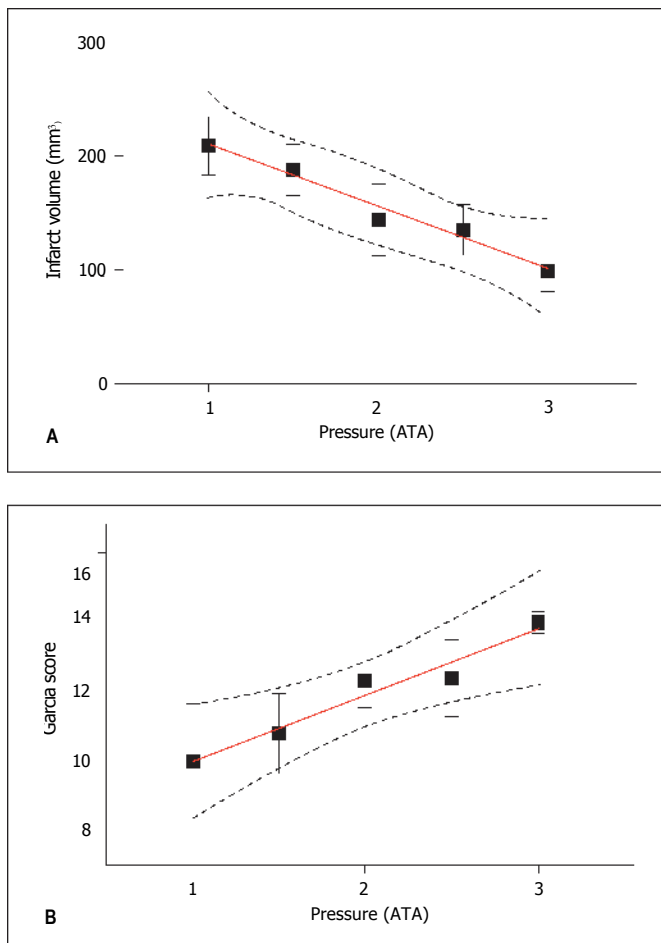 300
200
100
0
1 2 3
Infarct volume (mm³)
Pressure (ATA)
A
16
14
12
10
8
1 2 3
Garcia score
Pressure (ATA)
B